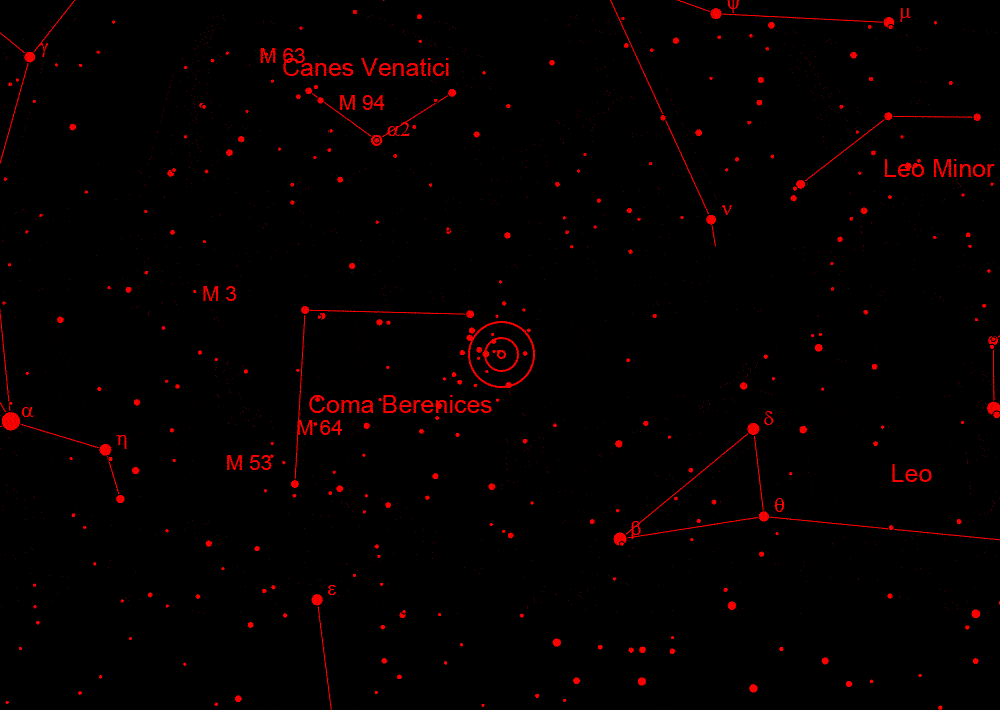 ψ
μ
γ
M 63
Canes Venatici
M 94
α2
Leo Minor
ν
M 3
Coma Berenices
α
δ
M 64
η
M 53
Leo
θ
β
ε